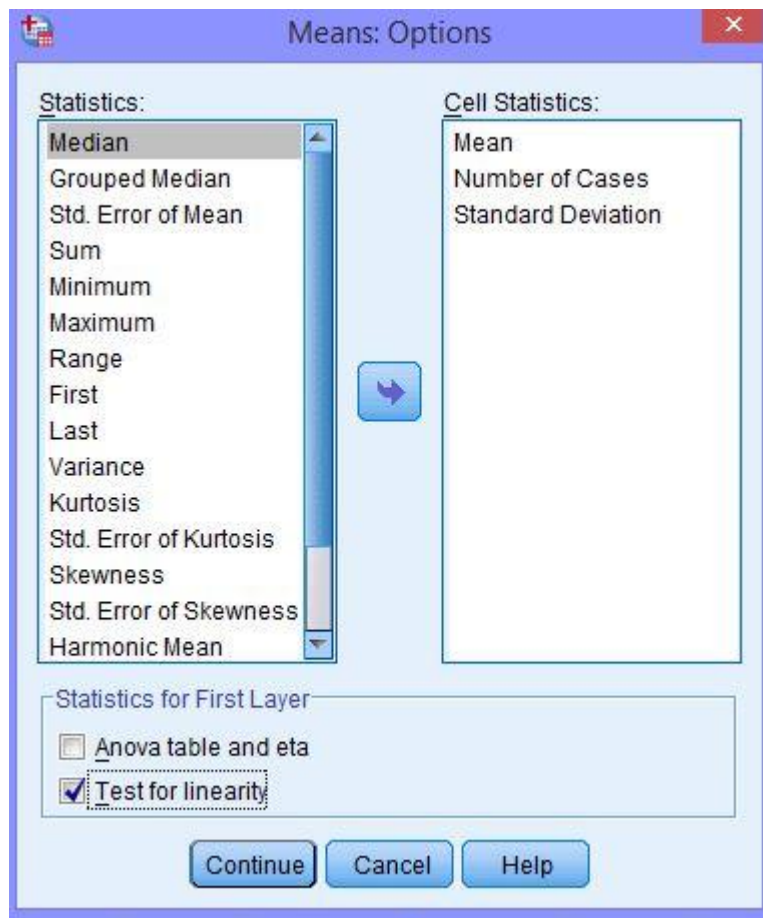 Means: Options
Statistics:
Median
Grouped Median
Std. Error of Mean
Sum
Minimum
Maximum
Range
First
Last
Variance
Kurtosis
Std. Error of Kurtosis
Skewness
Std. Error of Skewness
Harmonic Mean
Cell Statistics:
Mean
Number of Cases
Standard Deviation
Statistics for First Layer
Anova table and eta
Test for linearity
Continue Cancel Help